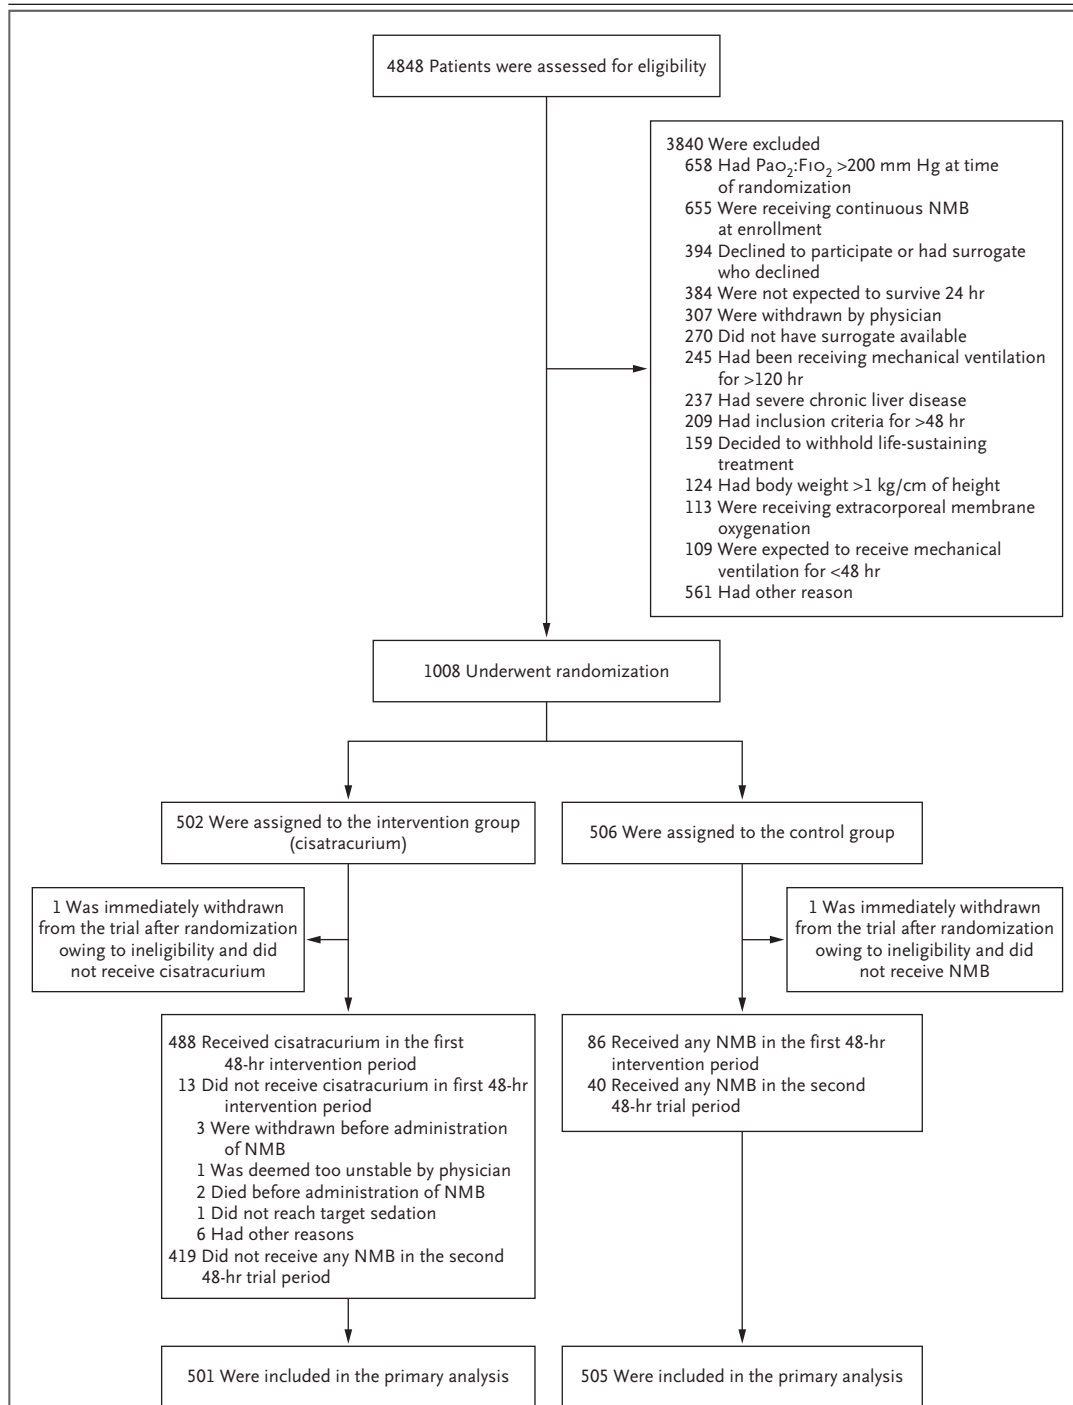 4848 Patients were assessed for eligibility
3840 Were excluded
658 Had PaO₂:FIO₂ >200 mm Hg at time
of randomization
655 Were receiving continuous NMB
at enrollment
394 Declined to participate or had surrogate
who declined
384 Were not expected to survive 24 hr
307 Were withdrawn by physician
270 Did not have surrogate available
245 Had been receiving mechanical ventilation
for >120 hr
237 Had severe chronic liver disease
209 Had inclusion criteria for >48 hr
159 Decided to withhold life-sustaining
treatment
124 Had body weight >1 kg/cm of height
113 Were receiving extracorporeal membrane
oxygenation
109 Were expected to receive mechanical
ventilation for <48 hr
561 Had other reason
1008 Underwent randomization
502 Were assigned to the intervention group
(cisatracurium)
506 Were assigned to the control group
1 Was immediately withdrawn
from the trial after randomization
owing to ineligibility and did
not receive cisatracurium
1 Was immediately withdrawn
from the trial after randomization
owing to ineligibility and did
not receive NMB
488 Received cisatracurium in the first
48-hr intervention period
13 Did not receive cisatracurium in first 48-hr
intervention period
3 Were withdrawn before administration
of NMB
1 Was deemed too unstable by physician
2 Died before administration of NMB
1 Did not reach target sedation
6 Had other reasons
419 Did not receive any NMB in the second
48-hr trial period
86 Received any NMB in the first 48-hr
intervention period
40 Received any NMB in the second
48-hr trial period
501 Were included in the primary analysis
505 Were included in the primary analysis